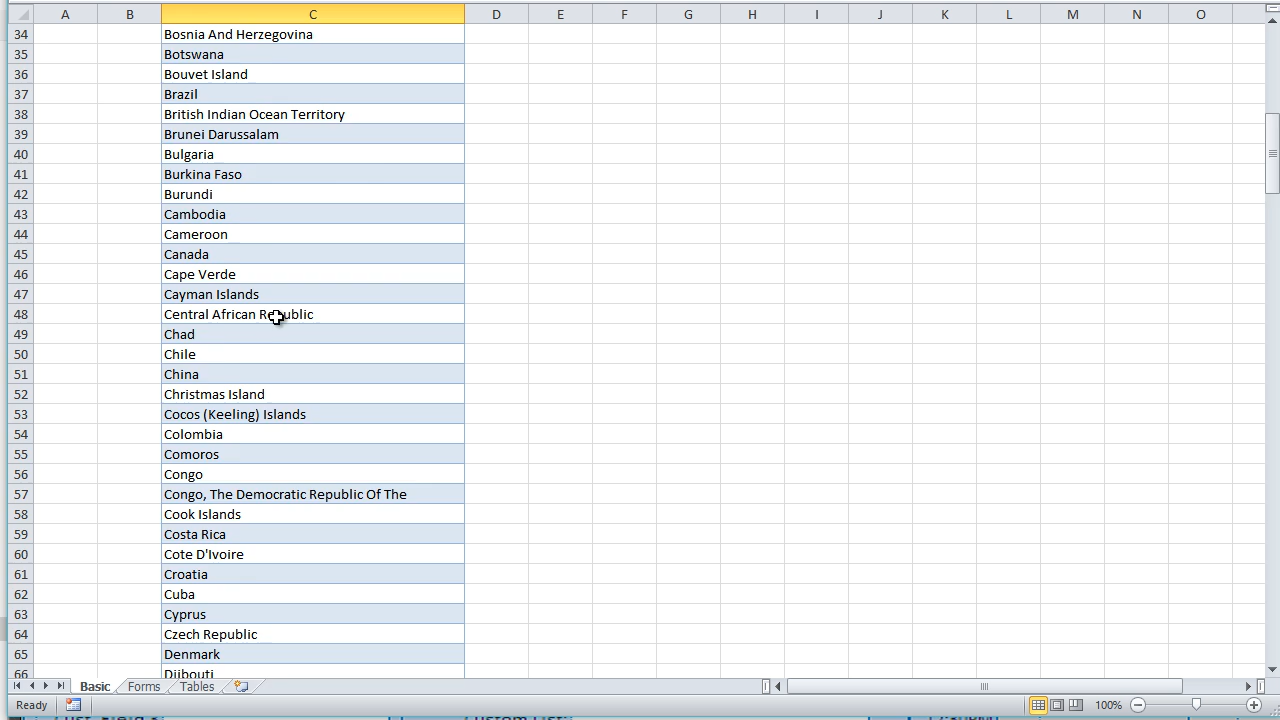 A B C D E F G H I J K L M N O
34 Bosnia And Herzegovina
35 Botswana
36 Bouvet Island
37 Brazil
38 British Indian Ocean Territory
39 Brunei Darussalam
40 Bulgaria
41 Burkina Faso
42 Burundi
43 Cambodia
44 Cameroon
45 Canada
46 Cape Verde
47 Cayman Islands
48 Central African Republic
49 Chad
50 Chile
51 China
52 Christmas Island
53 Cocos (Keeling) Islands
54 Colombia
55 Comoros
56 Congo
57 Congo, The Democratic Republic Of The
58 Cook Islands
59 Costa Rica
60 Cote D'Ivoire
61 Croatia
62 Cuba
63 Cyprus
64 Czech Republic
65 Denmark
66 Djibouti
Basic Forms Tables
Ready 100%